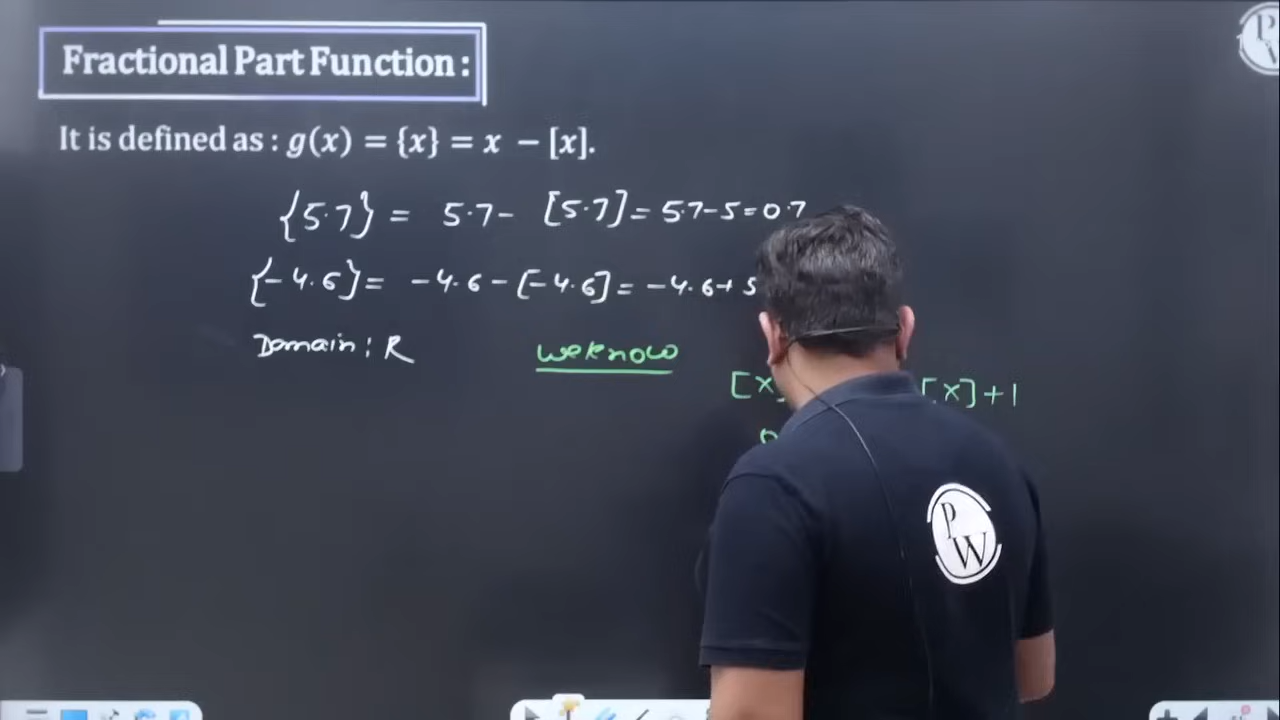 Fractional Part Function :
It is defined as : g(x) = {x} = x − [x].
{5.7} = 5.7 - [5.7] = 5.7-5=0.7
{-4.6} = -4.6 - [-4.6] = -4.6+5
Domain: R
we know
[x] [x]+1
0
P W